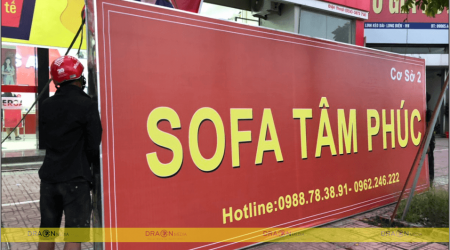 Cơ Sở 2
SOFA TÂM PHÚC
Hotline:0988.78.38.91- 0962.246.222